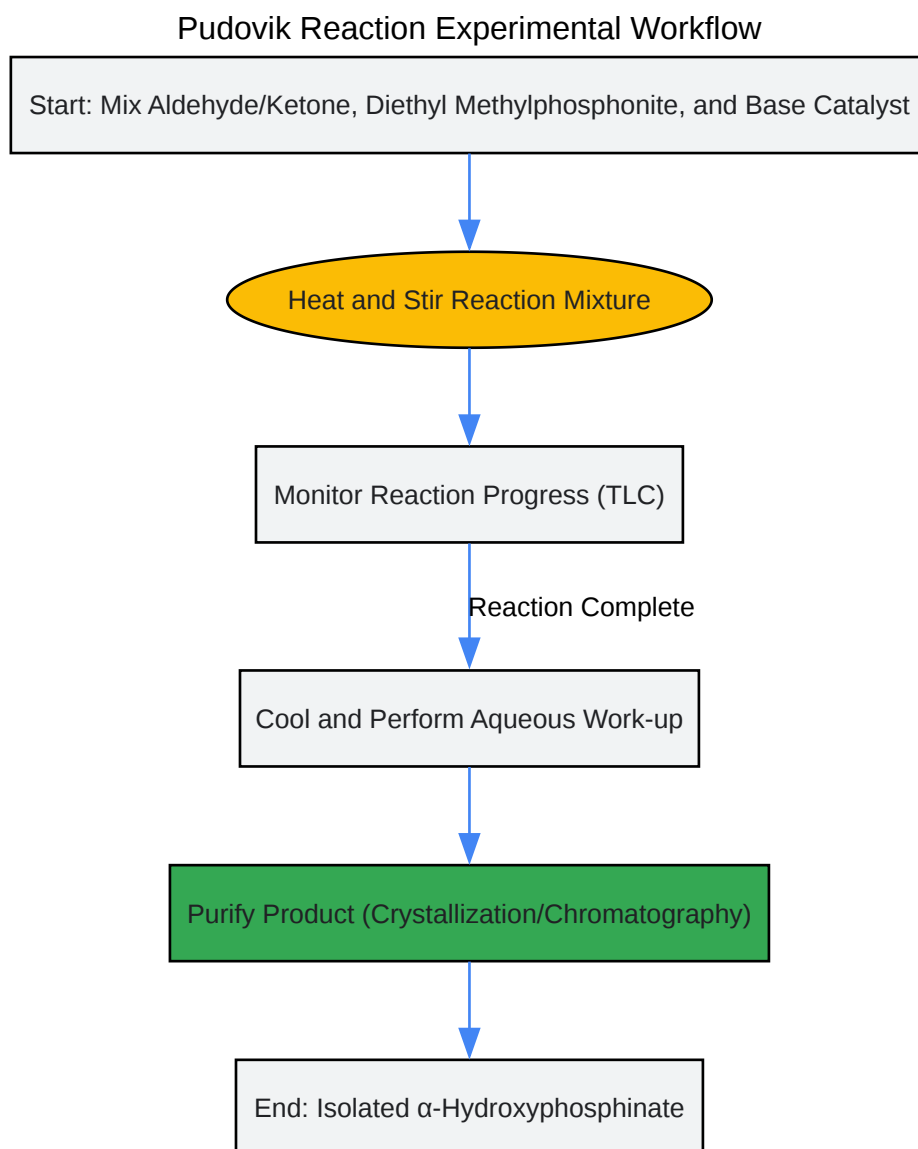 Pudovik Reaction Experimental Workflow
Start: Mix Aldehyde/Ketone, Diethyl Methylphosphonite, and Base Catalyst
Heat and Stir Reaction Mixture
Monitor Reaction Progress (TLC)
Reaction Complete
Cool and Perform Aqueous Work-up
Purify Product (Crystallization/Chromatography)
End: Isolated α-Hydroxyphosphinate